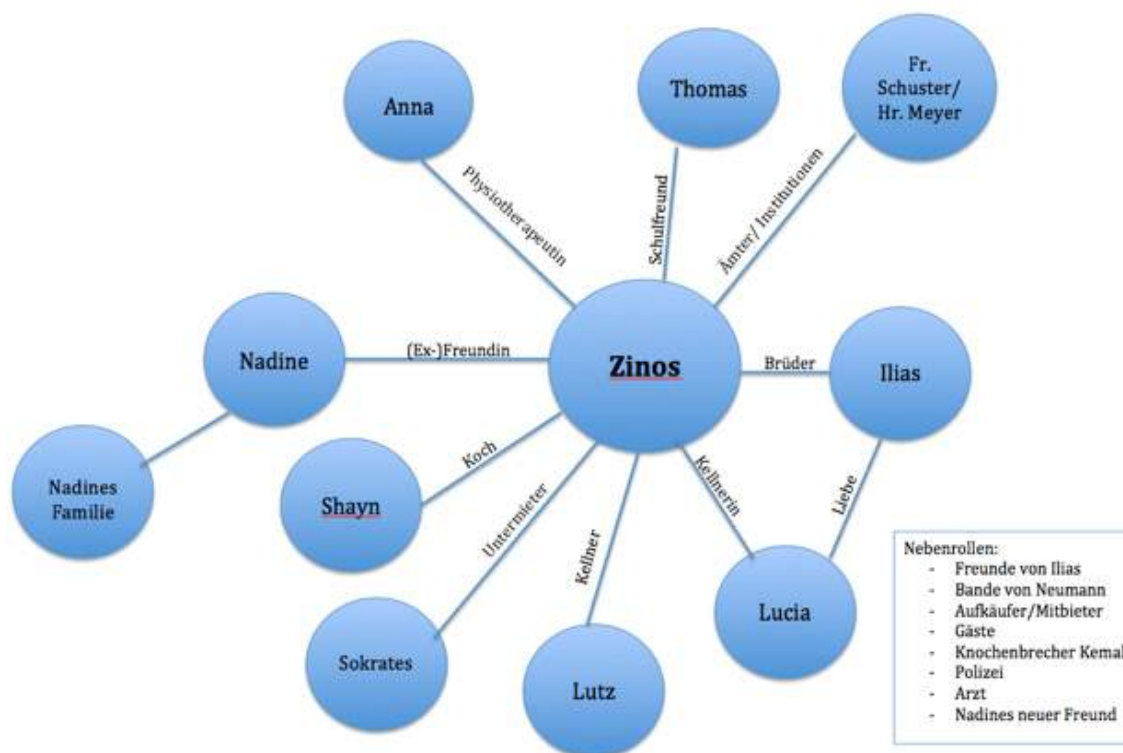 Anna
Thomas
Fr.
Schuster/
Hr. Meyer
Physiotherapeutin
Schulfreund
Ämter/ Institutionen
Nadine
(Ex-)Freundin
Zinos
Brüder
Ilias
Nadines
Familie
Shayn
Koch
Untermieter
Kellner
Kellnerin
Liebe
Sokrates
Lutz
Lucia
Nebenrollen:
- Freunde von Ilias
- Bande von Neumann
- Aufkäufer/Mitbieter
- Gäste
- Knochenbrecher Kemal
- Polizei
- Arzt
- Nadines neuer Freund